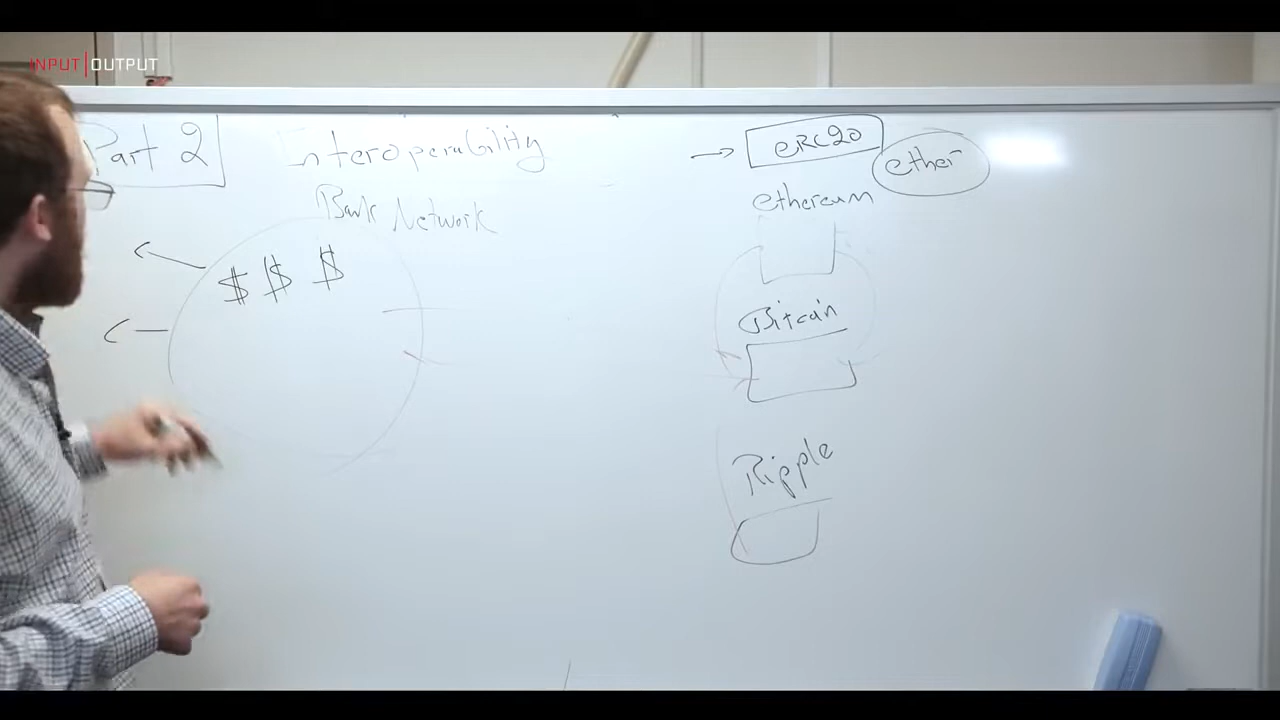 INPUT|OUTPUT
Part 2
Interoperability
Bank Network
$ $ $
ERC20
ether
ethereum
Bitcoin
Ripple